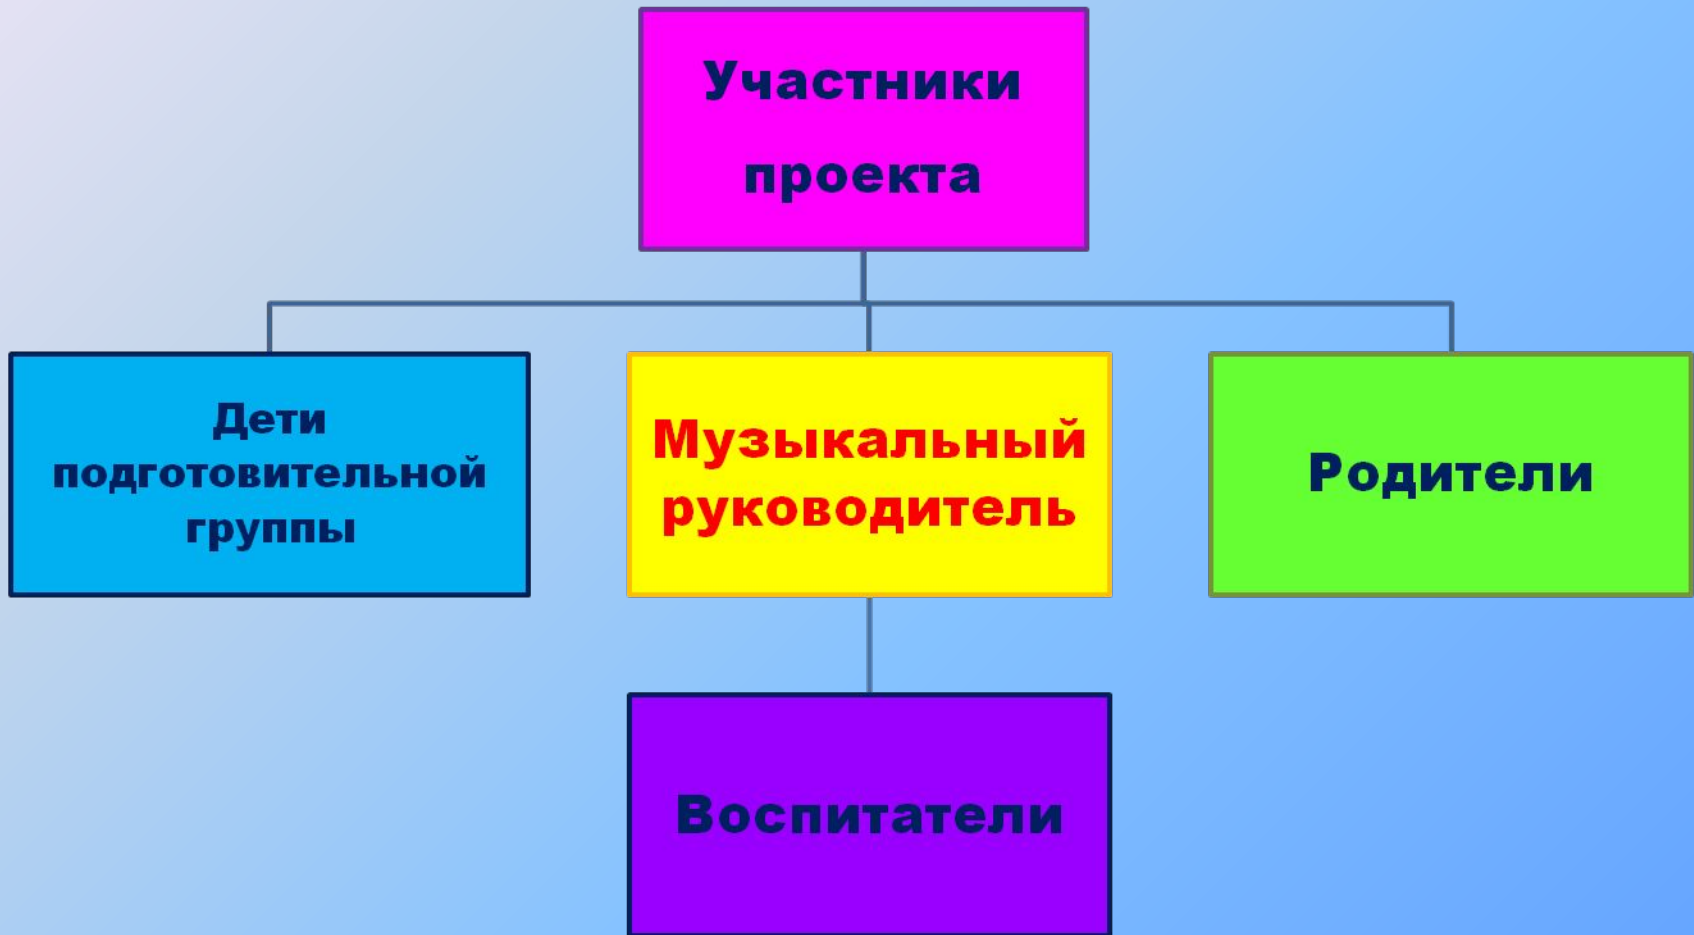 Участники
проекта
Дети
подготовительной
группы
Музыкальный
руководитель
Родители
Воспитатели